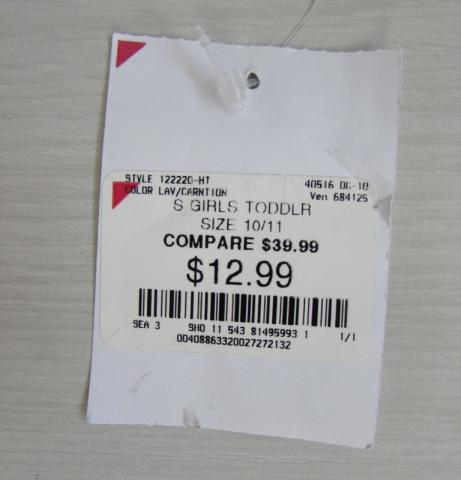 STYLE 122220-HT 40516 DC-10
COLOR LAV/CARNTION Ven 684125
S GIRLS TODDLR
SIZE 10/11
COMPARE $39.99
$12.99
SEA 3 SHO 11 543 81495993 1 1/1
00408863320027272132